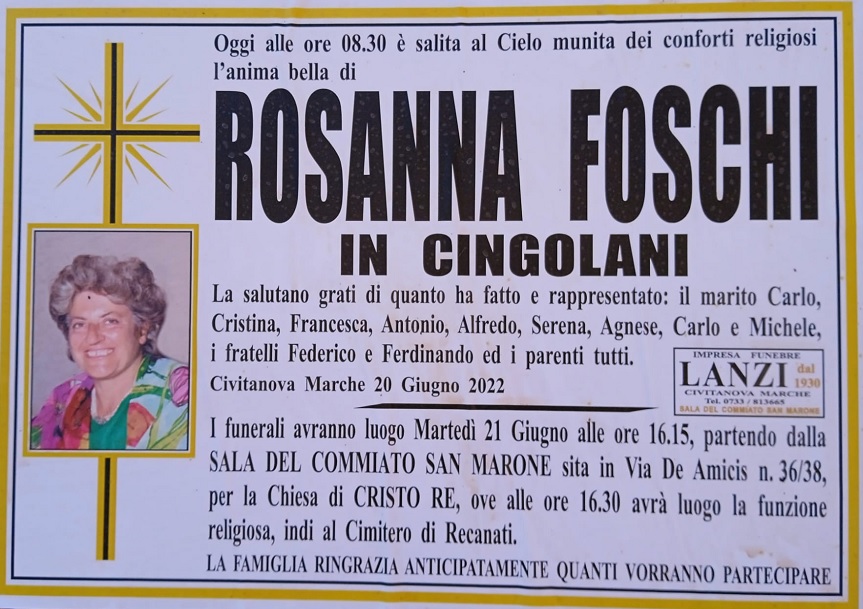 Oggi alle ore 08.30 è salita al Cielo munita dei conforti religiosi
l'anima bella di
ROSANNA FOSCHI
IN CINGOLANI
La salutano grati di quanto ha fatto e rappresentato: il marito Carlo,
Cristina, Francesca, Antonio, Alfredo, Serena, Agnese, Carlo e Michele,
i fratelli Federico e Ferdinando ed i parenti tutti.
Civitanova Marche 20 Giugno 2022
IMPRESA FUNEBRE
LANZI dal 1930
CIVITANOVA MARCHE
Tel. 0733 / 813665
SALA DEL COMMIATO SAN MARONE
I funerali avranno luogo Martedì 21 Giugno alle ore 16.15, partendo dalla
SALA DEL COMMIATO SAN MARONE sita in Via De Amicis n. 36/38,
per la Chiesa di CRISTO RE, ove alle ore 16.30 avrà luogo la funzione
religiosa, indi al Cimitero di Recanati.
LA FAMIGLIA RINGRAZIA ANTICIPATAMENTE QUANTI VORRANNO PARTECIPARE